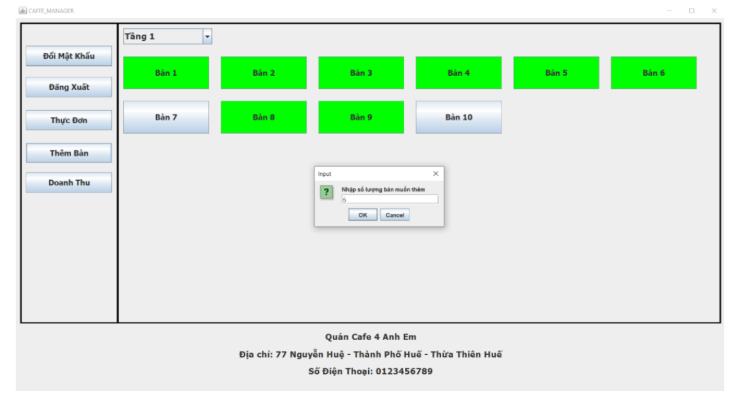 CAFFE_MANAGER
Tầng 1
Đổi Mật Khẩu
Đăng Xuất
Thực Đơn
Thêm Bàn
Doanh Thu
Bàn 1 Bàn 2 Bàn 3 Bàn 4 Bàn 5 Bàn 6
Bàn 7 Bàn 8 Bàn 9 Bàn 10
Input
?
Nhập số lượng bàn muốn thêm
OK Cancel
Quán Cafe 4 Anh Em
Địa chỉ: 77 Nguyễn Huệ - Thành Phố Huế - Thừa Thiên Huế
Số Điện Thoại: 0123456789